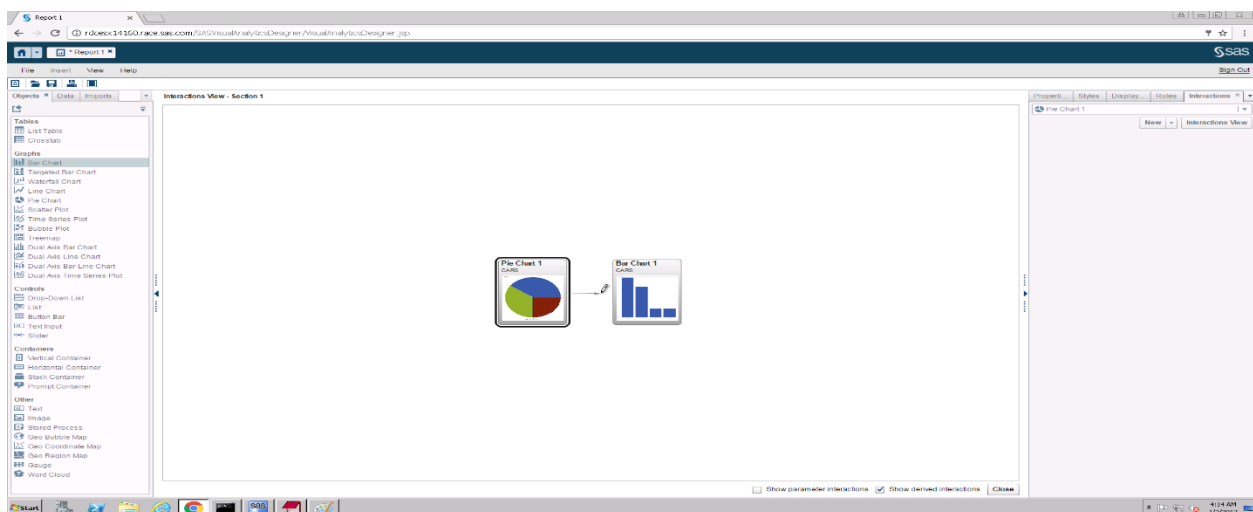 Report 1
rdcesx14160.race.sas.com/SASVisualAnalyticsDesigner/VisualAnalyticsDesigner.jsp
*Report 1
sas
File Insert View Help
Sign Out
Objects Data Imports
Interactions View - Section 1
Properti... Styles Display... Roles Interactions
Pie Chart 1
New Interactions View
Tables
List Table
Crosstab
Graphs
Bar Chart
Targeted Bar Chart
Waterfall Chart
Line Chart
Pie Chart
Scatter Plot
Time Series Plot
Bubble Plot
Treemap
Dual Axis Bar Chart
Dual Axis Line Chart
Dual Axis Bar-Line Chart
Dual Axis Time Series Plot
Controls
Drop-Down List
List
Button Bar
Text Input
Slider
Containers
Vertical Container
Horizontal Container
Stack Container
Prompt Container
Other
Text
Image
Stored Process
Geo Bubble Map
Geo Coordinate Map
Geo Region Map
Gauge
Word Cloud
Pie Chart 1
CARS
Bar Chart 1
CARS
Show parameter interactions Show derived interactions Close
Start
sas
4:14 AM